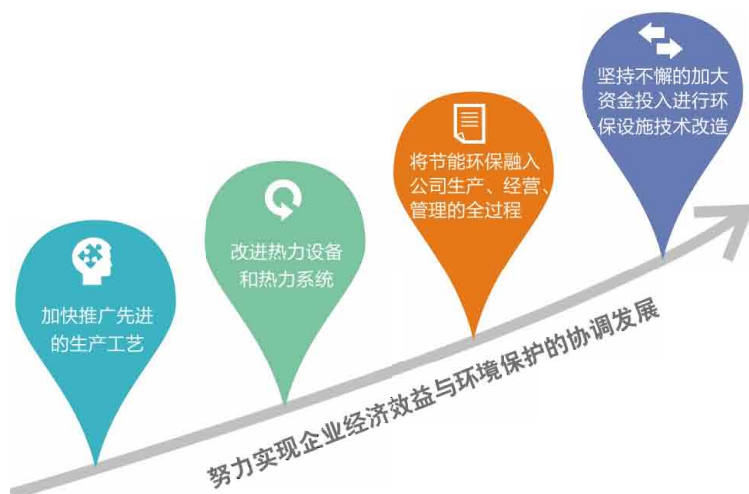 加快推广先进
的生产工艺
改进热力设备
和热力系统
将节能环保融入
公司生产、经营、
管理的全过程
坚持不懈的加大
资金投入进行环
保设施技术改造
努力实现企业经济效益与环境保护的协调发展